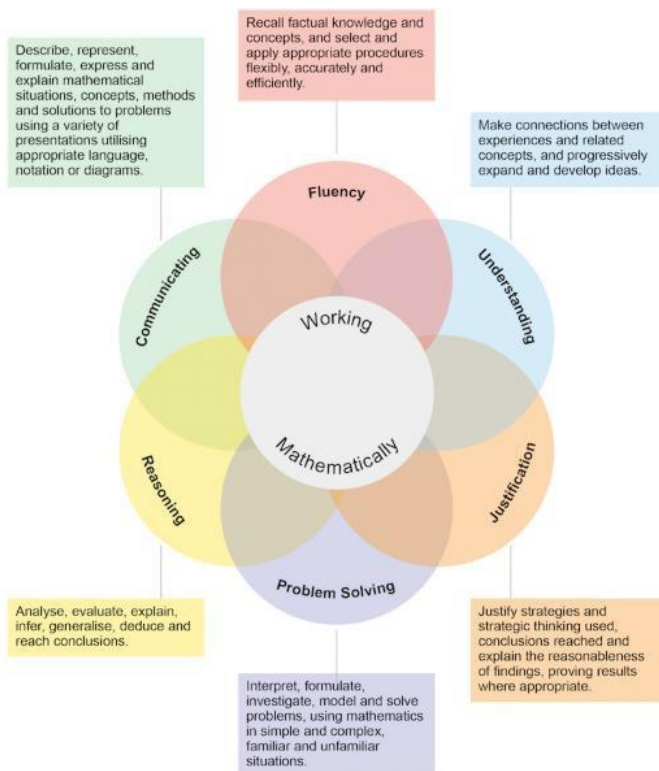 Recall factual knowledge and
concepts, and select and
apply appropriate procedures
flexibly, accurately and
efficiently.
Describe, represent,
formulate, express and
explain mathematical
situations, concepts, methods
and solutions to problems
using a variety of
presentations utilising
appropriate language,
notation or diagrams.
Make connections between
experiences and related
concepts, and progressively
expand and develop ideas.
Fluency
Communicating
Understanding
Working
Mathematically
Reasoning
Justification
Problem Solving
Analyse, evaluate, explain,
infer, generalise, deduce and
reach conclusions.
Justify strategies and
strategic thinking used,
conclusions reached and
explain the reasonableness
of findings, proving results
where appropriate.
Interpret, formulate,
investigate, model and solve
problems, using mathematics
in simple and complex,
familiar and unfamiliar
situations.